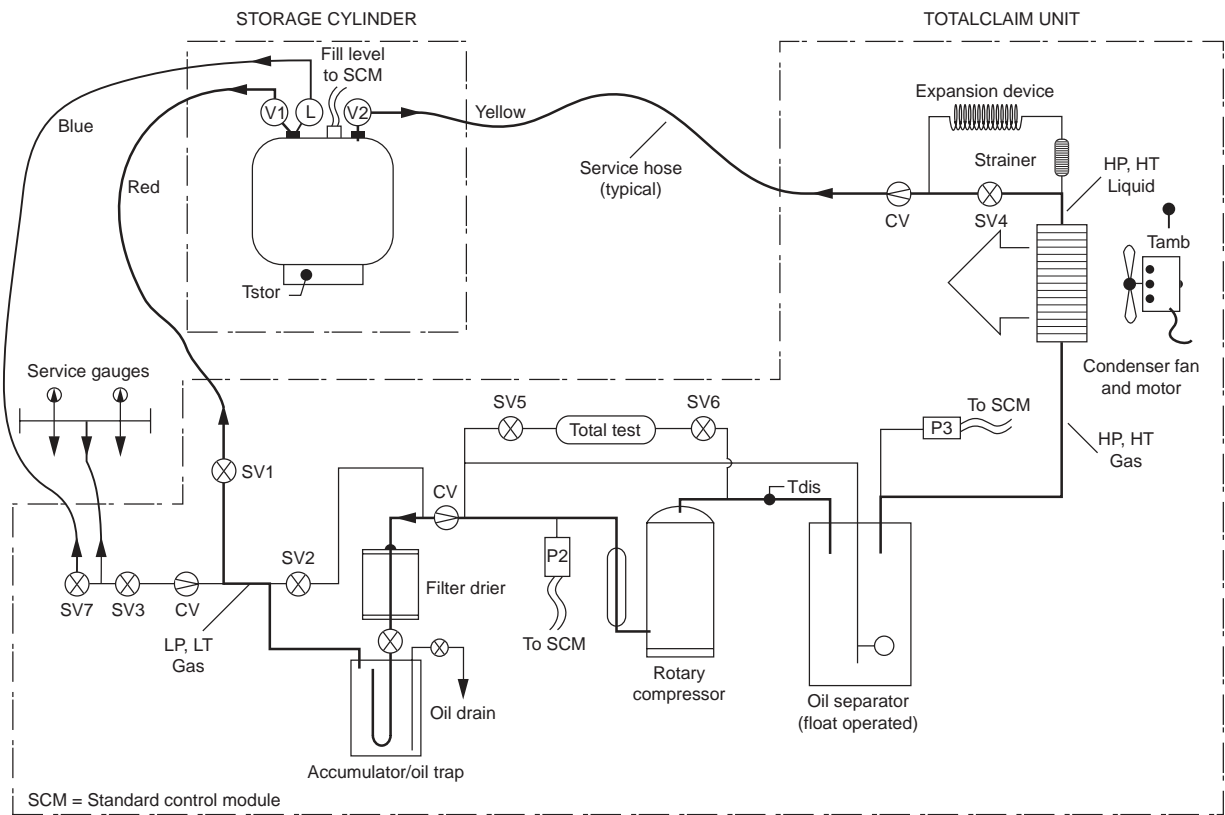 STORAGE CYLINDER
TOTALCLAIM UNIT
Fill level
to SCM
V1
L
V2
Yellow
Blue
Red
Service hose
(typical)
Expansion device
Strainer
HP, HT
Liquid
CV
SV4
Tamb
Tstor
Condenser fan
and motor
Service gauges
SV5
Total test
SV6
To SCM
P3
HP, HT
Gas
SV1
CV
Tdis
SV2
P2
Filter drier
SV7
SV3
CV
LP, LT
Gas
To SCM
Rotary
compressor
Oil separator
(float operated)
Oil drain
Accumulator/oil trap
SCM = Standard control module